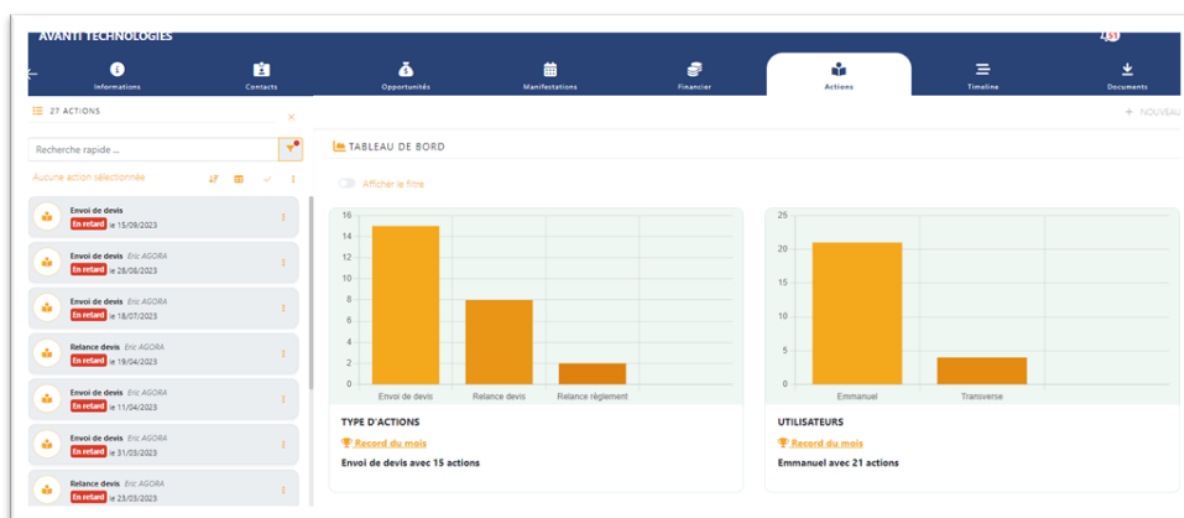 AVANTI TECHNOLOGIES
51
Informations
Contacts
Opportunités
Manifestations
Financier
Actions
Timeline
Documents
27 ACTIONS
+ NOUVEAU
Recherche rapide ...
TABLEAU DE BORD
Aucune action sélectionnée
Afficher le filtre
Envoi de devis
En retard le 15/09/2023
Envoi de devis Eric AGORA
En retard le 28/08/2023
Envoi de devis Eric AGORA
En retard le 18/07/2023
Relance devis Eric AGORA
En retard le 19/04/2023
Envoi de devis Eric AGORA
En retard le 11/04/2023
Envoi de devis Eric AGORA
En retard le 31/03/2023
Relance devis Eric AGORA
En retard le 23/03/2023
16
14
12
10
8
6
4
2
0
Envoi de devis
Relance devis
Relance règlement
TYPE D'ACTIONS
Record du mois
Envoi de devis avec 15 actions
25
20
15
10
5
0
Emmanuel
Transverse
UTILISATEURS
Record du mois
Emmanuel avec 21 actions